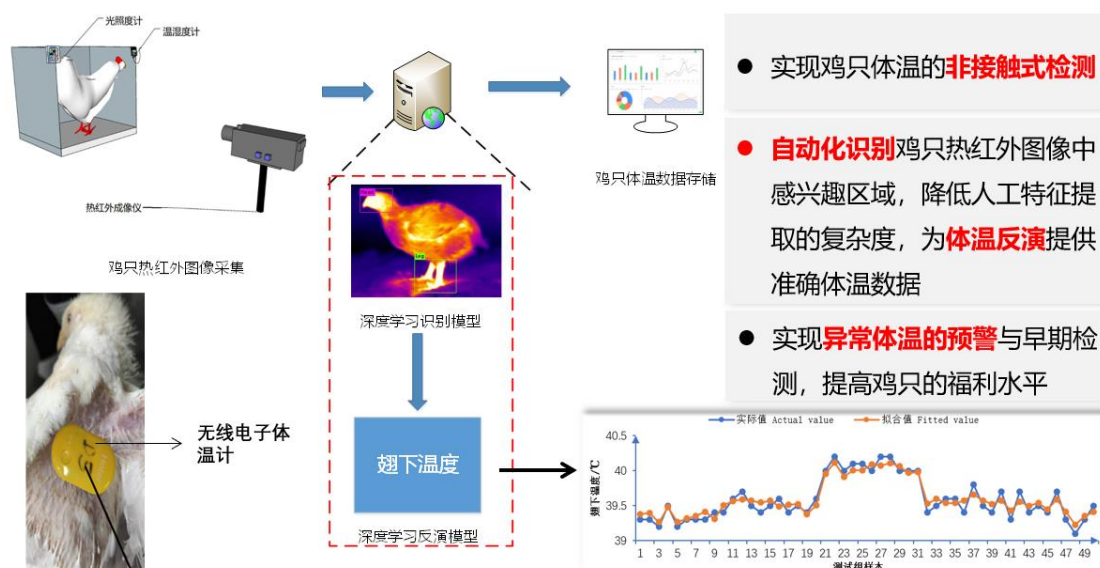 光照度计
温湿度计
热红外成像仪
鸡只热红外图像采集
鸡只体温数据存储
深度学习识别模型
翅下温度
深度学习反演模型
无线电子体
温计
● 实现鸡只体温的非接触式检测
● 自动化识别鸡只热红外图像中
感兴趣区域，降低人工特征提
取的复杂度，为体温反演提供
准确体温数据
● 实现异常体温的预警与早期检
测，提高鸡只的福利水平
实际值 Actual value 拟合值 Fitted value
翅下温度/℃
40.5
40
39.5
39
1 3 5 7 9 11 13 15 17 19 21 23 25 27 29 31 33 35 37 39 41 43 45 47 49
测试组样本